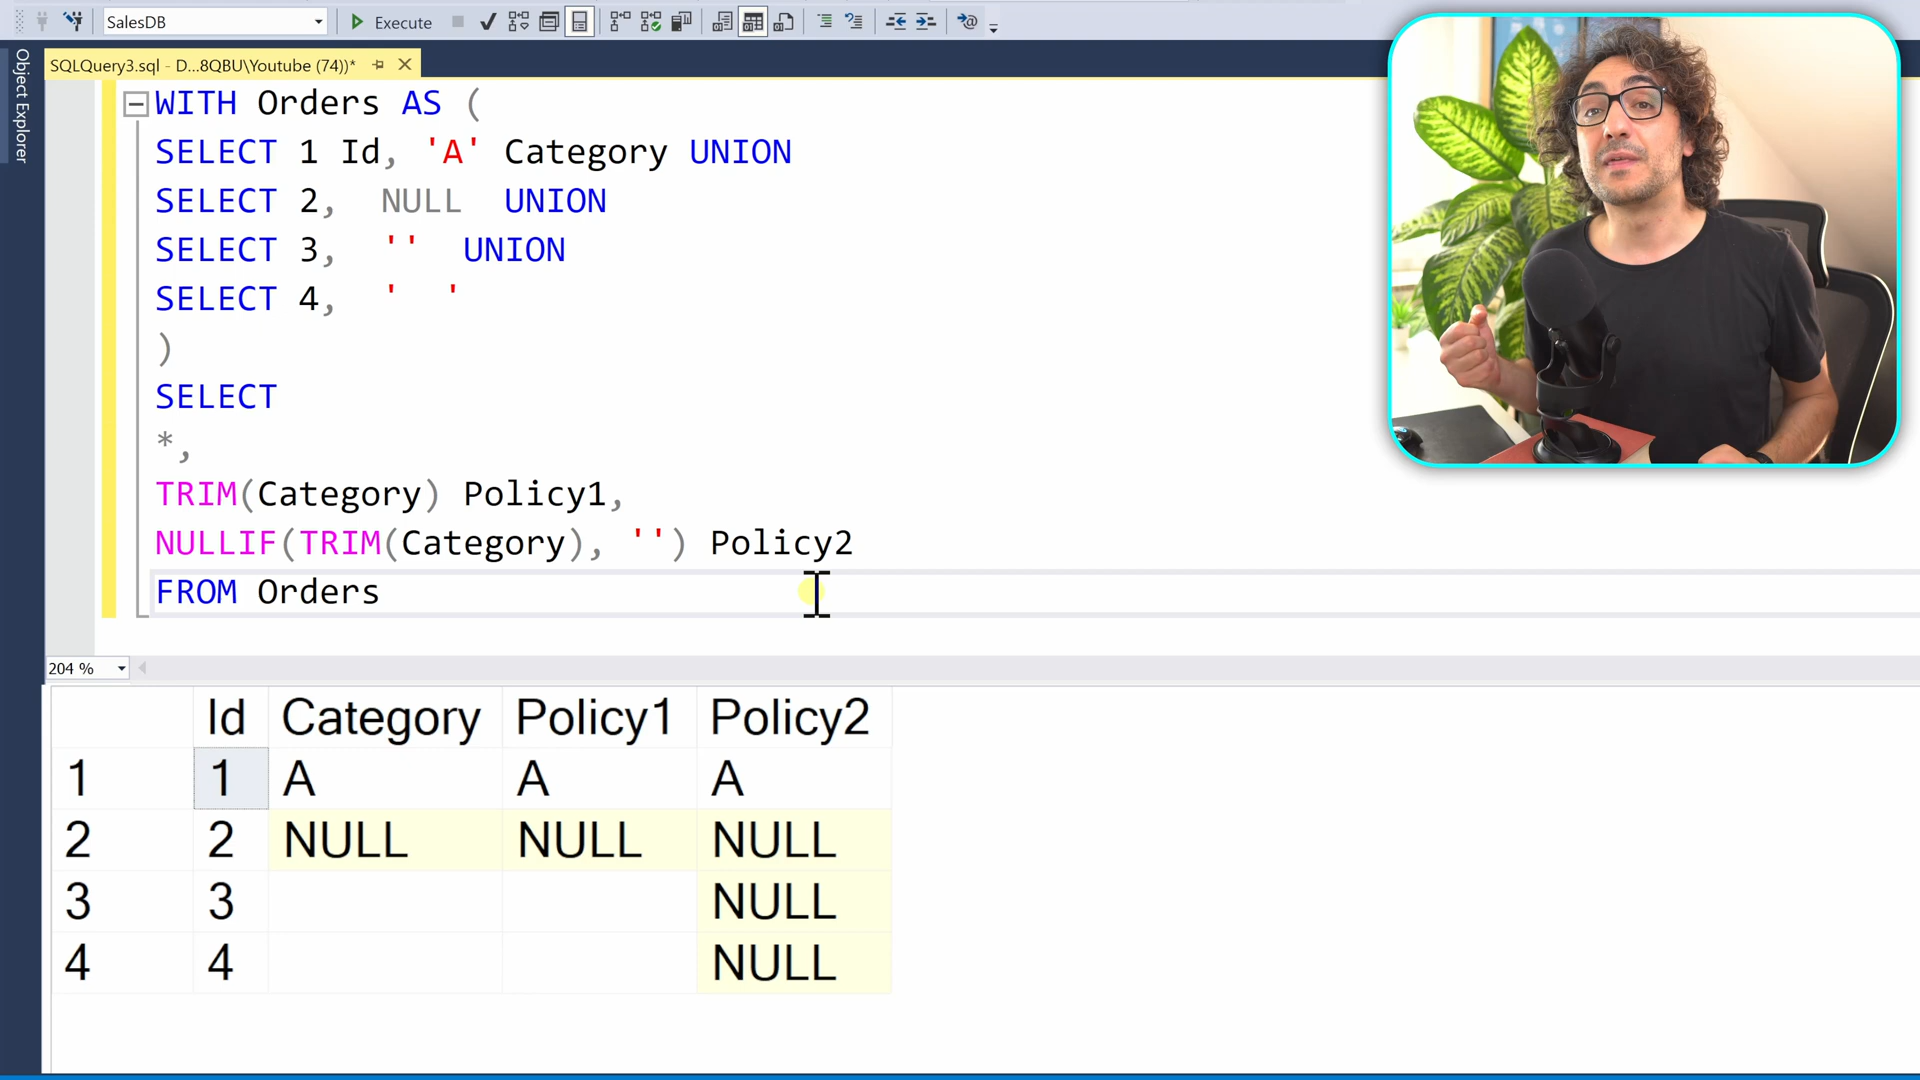 SalesDB Execute
SQLQuery3.sql - D...8QBU\Youtube (74))*
Object Explorer
WITH Orders AS (
SELECT 1 Id, 'A' Category UNION
SELECT 2, NULL UNION
SELECT 3, '' UNION
SELECT 4, '  '
)
SELECT
*,
TRIM(Category) Policy1,
NULLIF(TRIM(Category), '') Policy2
FROM Orders
204 %
Id Category Policy1 Policy2
1 1 A A A
2 2 NULL NULL NULL
3 3 NULL
4 4 NULL